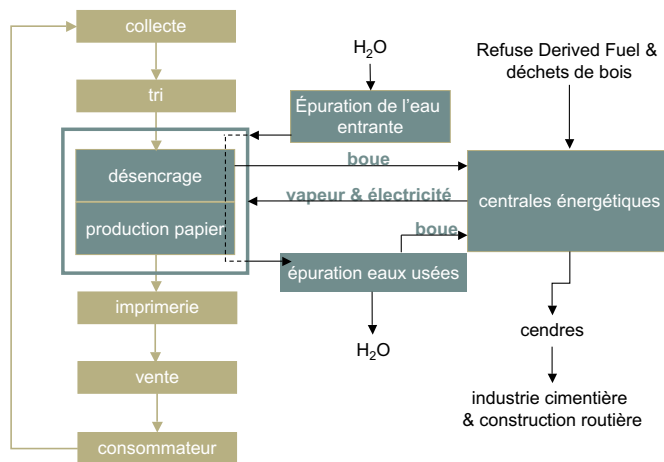 collecte
H₂O
Refuse Derived Fuel &
déchets de bois
tri
Épuration de l'eau
entrante
boue
désencrage
vapeur & électricité
centrales énergétiques
production papier
boue
épuration eaux usées
imprimerie
cendres
H₂O
vente
industrie cimentière
& construction routière
consommateur